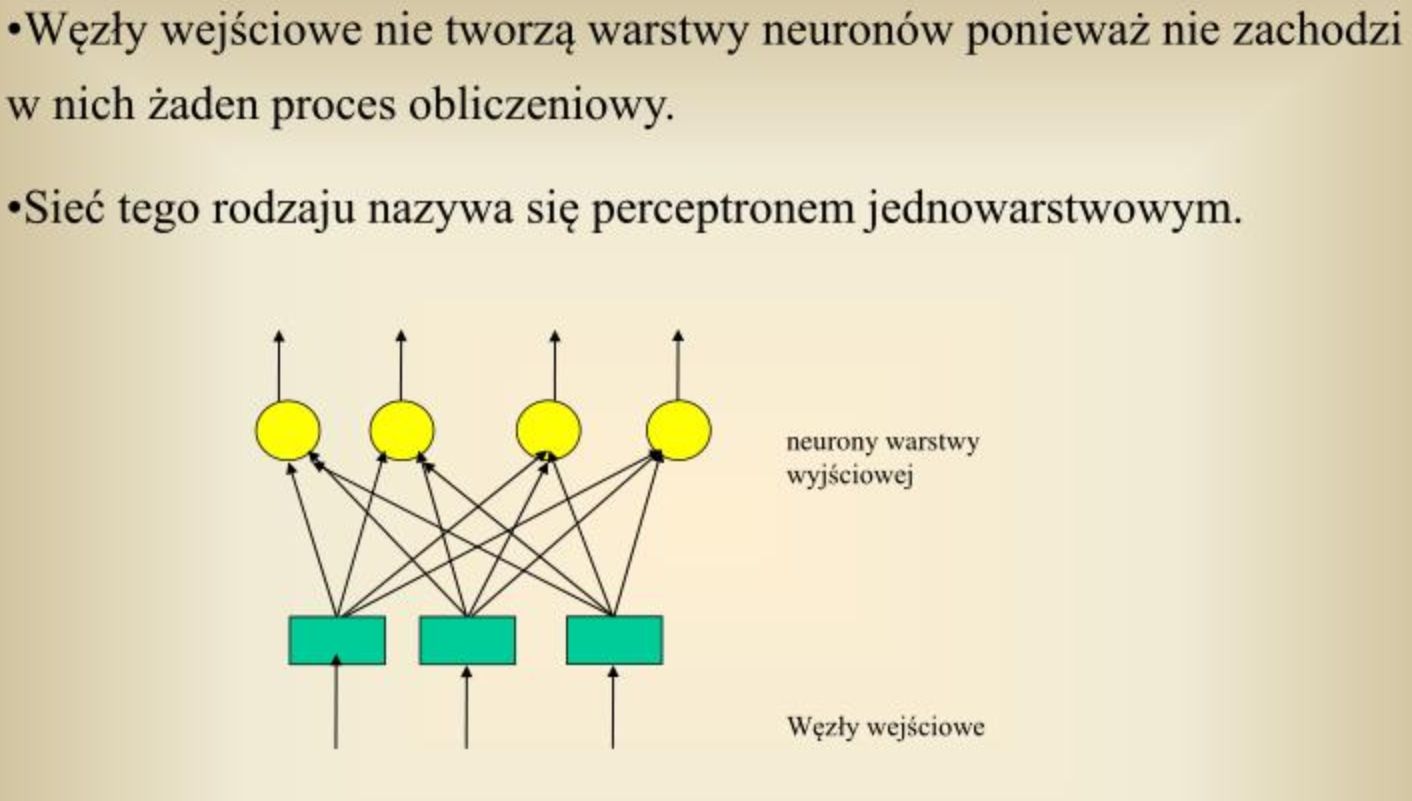 •Węzły wejściowe nie tworzą warstwy neuronów ponieważ nie zachodzi
w nich żaden proces obliczeniowy.
•Sieć tego rodzaju nazywa się perceptronem jednowarstwowym.
neurony warstwy
wyjściowej
Węzły wejściowe